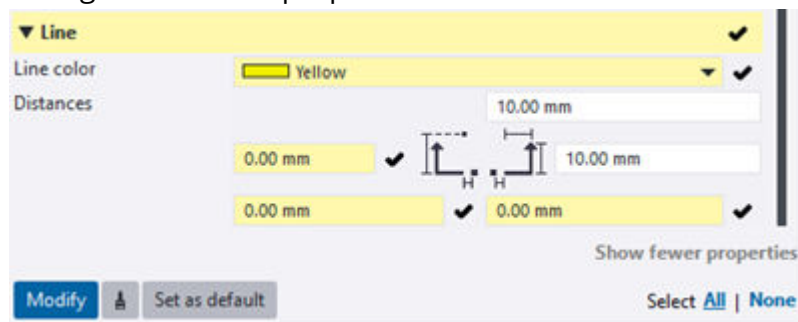 Line
Line color Yellow
Distances 10.00 mm
0.00 mm 10.00 mm
H H
0.00 mm 0.00 mm
Show fewer properties
Modify Set as default Select All | None